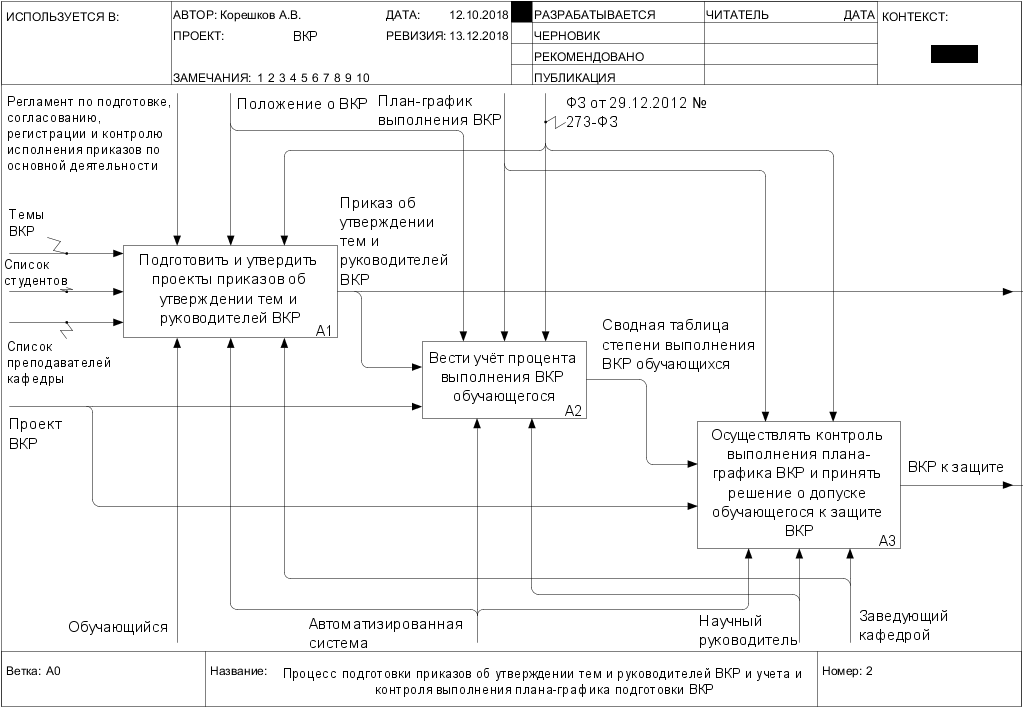 ИСПОЛЬЗУЕТСЯ В:
АВТОР: Корешков А.В.
ДАТА: 12.10.2018
ПРОЕКТ: ВКР
РЕВИЗИЯ: 13.12.2018
ЗАМЕЧАНИЯ: 1 2 3 4 5 6 7 8 9 10
РАЗРАБАТЫВАЕТСЯ
ЧЕРНОВИК
РЕКОМЕНДОВАНО
ПУБЛИКАЦИЯ
ЧИТАТЕЛЬ
ДАТА
КОНТЕКСТ:
Регламент по подготовке,
согласованию,
регистрации и контролю
исполнения приказов по
основной деятельности
Положение о ВКР
План-график
выполнения ВКР
ФЗ от 29.12.2012 №
273-ФЗ
Темы
ВКР
Список
студентов
Список
преподавателей
кафедры
Подготовить и утвердить
проекты приказов об
утверждении тем и
руководителей ВКР
A1
Приказ об
утверждении
тем и
руководителей
ВКР
Вести учёт процента
выполнения ВКР
обучающегося
A2
Сводная таблица
степени выполнения
ВКР обучающихся
Проект
ВКР
Осуществлять контроль
выполнения плана-
графика ВКР и принять
решение о допуске
обучающегося к защите
ВКР
A3
ВКР к защите
Обучающийся
Автоматизированная
система
Научный
руководитель
Заведующий
кафедрой
Ветка: A0
Название:
Процесс подготовки приказов об утверждении тем и руководителей ВКР и учета и
контроля выполнения плана-графика подготовки ВКР
Номер: 2